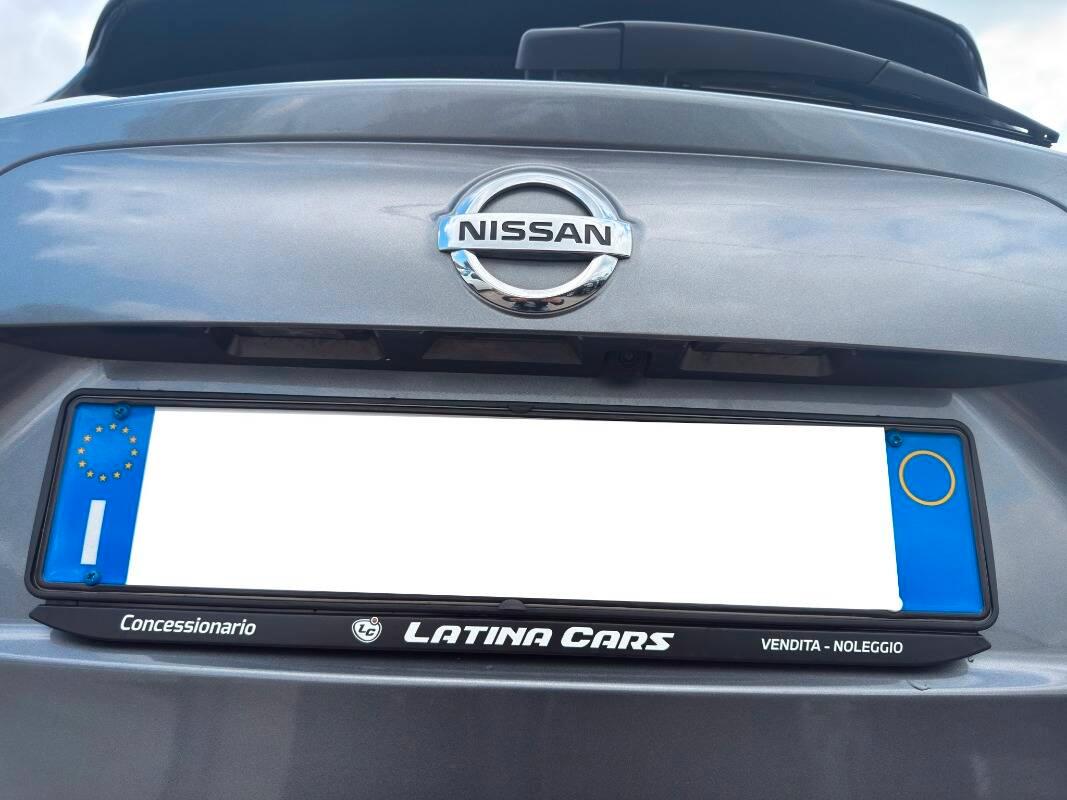 NISSAN
I
Concessionario LC LATINA CARS VENDITA - NOLEGGIO